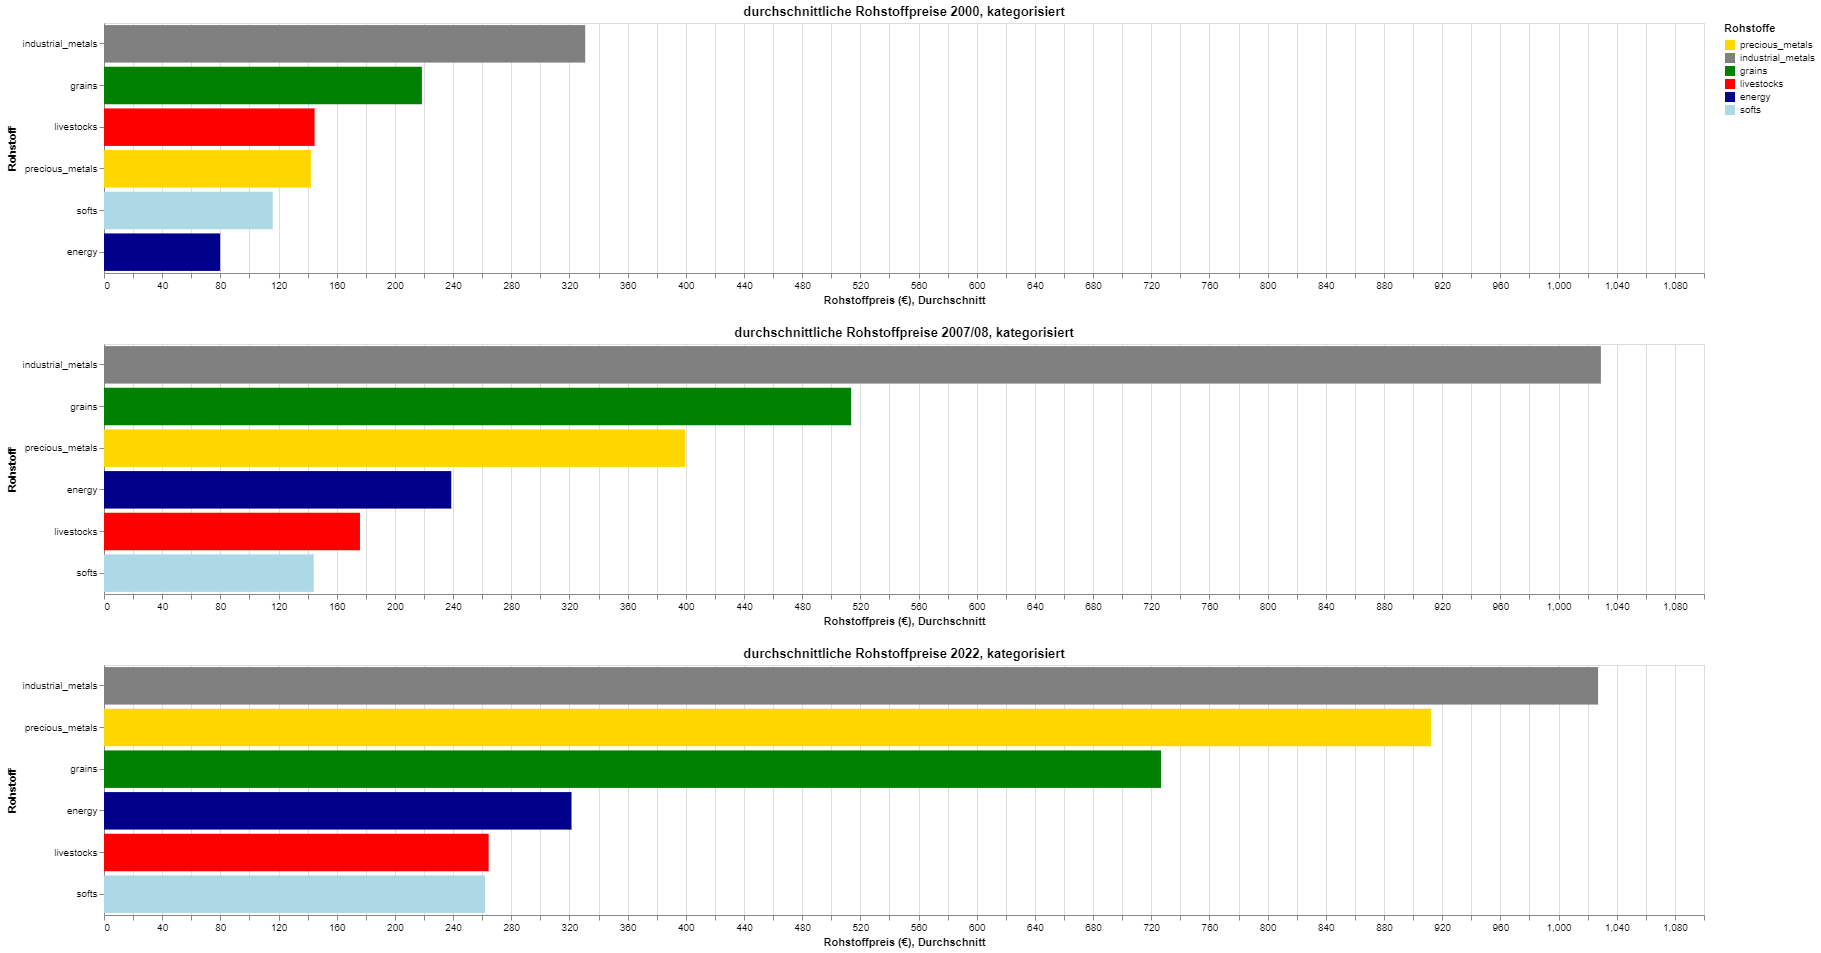 durchschnittliche Rohstoffpreise 2000, kategorisiert
Rohstoff
industrial_metals
grains
livestocks
precious_metals
softs
energy
0 40 80 120 160 200 240 280 320 360 400 440 480 520 560 600 640 680 720 760 800 840 880 920 960 1,000 1,040 1,080
Rohstoffpreis (€), Durchschnitt
Rohstoffe
precious_metals
industrial_metals
grains
livestocks
energy
softs
durchschnittliche Rohstoffpreise 2007/08, kategorisiert
Rohstoff
industrial_metals
grains
precious_metals
energy
livestocks
softs
0 40 80 120 160 200 240 280 320 360 400 440 480 520 560 600 640 680 720 760 800 840 880 920 960 1,000 1,040 1,080
Rohstoffpreis (€), Durchschnitt
durchschnittliche Rohstoffpreise 2022, kategorisiert
Rohstoff
industrial_metals
precious_metals
grains
energy
livestocks
softs
0 40 80 120 160 200 240 280 320 360 400 440 480 520 560 600 640 680 720 760 800 840 880 920 960 1,000 1,040 1,080
Rohstoffpreis (€), Durchschnitt